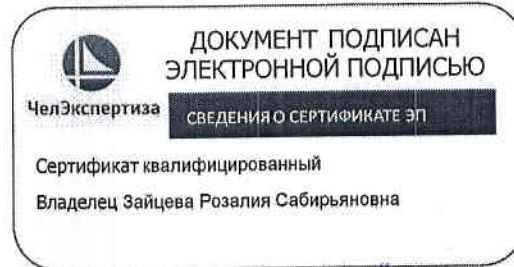 ДОКУМЕНТ ПОДПИСАН
ЭЛЕКТРОННОЙ ПОДПИСЬЮ
ЧелЭкспертиза
СВЕДЕНИЯ О СЕРТИФИКАТЕ ЭП
Сертификат квалифицированный
Владелец Зайцева Розалия Сабирьяновна